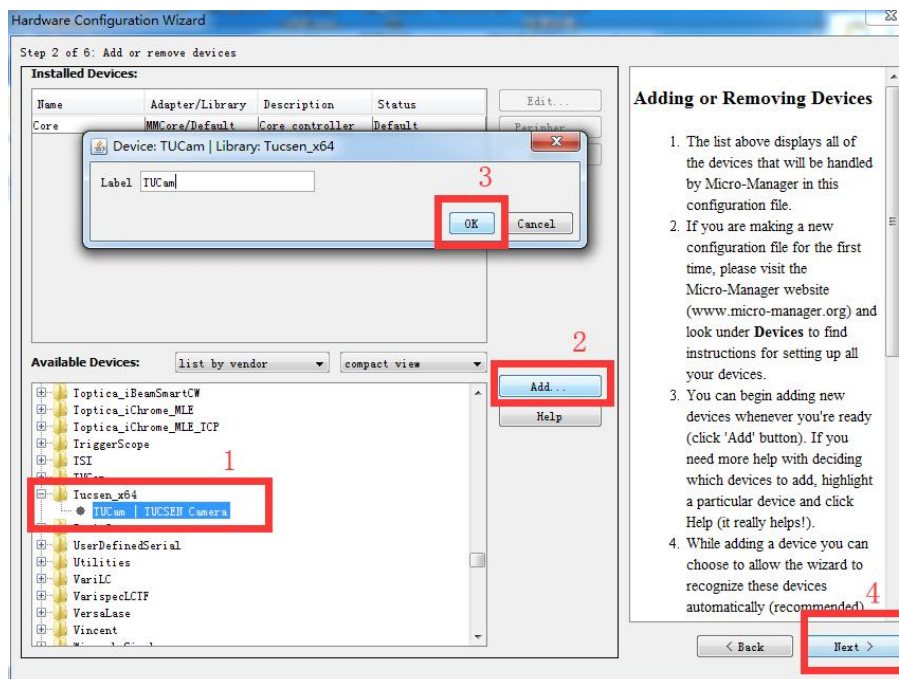 Hardware Configuration Wizard
Step 2 of 6: Add or remove devices
Installed Devices:
Name Adapter/Library Description Status
Core MMCore/Default Core controller Default
Edit...
Device: TUCam | Library: Tucsen_x64
Label TUCam
3
OK Cancel
Available Devices: list by vendor compact view
2
Add...
Help
Toptica_iBeamSmartCW
Toptica_iChrome_MLE
Toptica_iChrome_MLE_TCP
TriggerScope
TSI
1
Tucsen_x64
TUCam | TUCSEN Camera
UserDefinedSerial
Utilities
VariLC
VarispecLCTF
VersaLase
Vincent
Adding or Removing Devices
1. The list above displays all of
the devices that will be handled
by Micro-Manager in this
configuration file.
2. If you are making a new
configuration file for the first
time, please visit the
Micro-Manager website
(www.micro-manager.org) and
look under Devices to find
instructions for setting up all
your devices.
3. You can begin adding new
devices whenever you're ready
(click 'Add' button). If you
need more help with deciding
which devices to add, highlight
a particular device and click
Help (it really helps!).
4. While adding a device you can
choose to allow the wizard to
recognize these devices
automatically (recommended)
4
< Back Next >